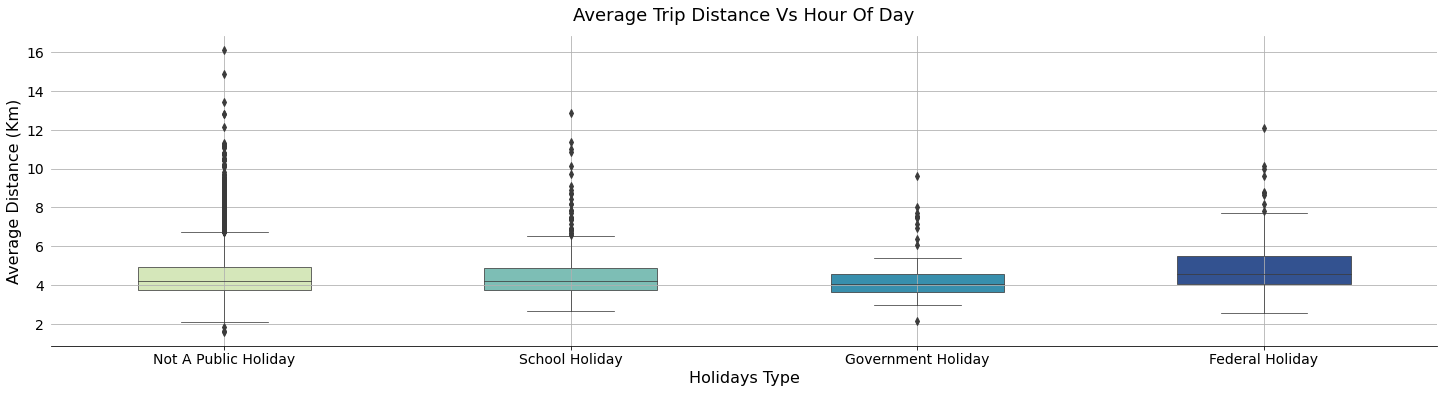 Average Trip Distance Vs Hour Of Day
Average Distance (Km)
16
14
12
10
8
6
4
2
Not A Public Holiday
School Holiday
Government Holiday
Federal Holiday
Holidays Type